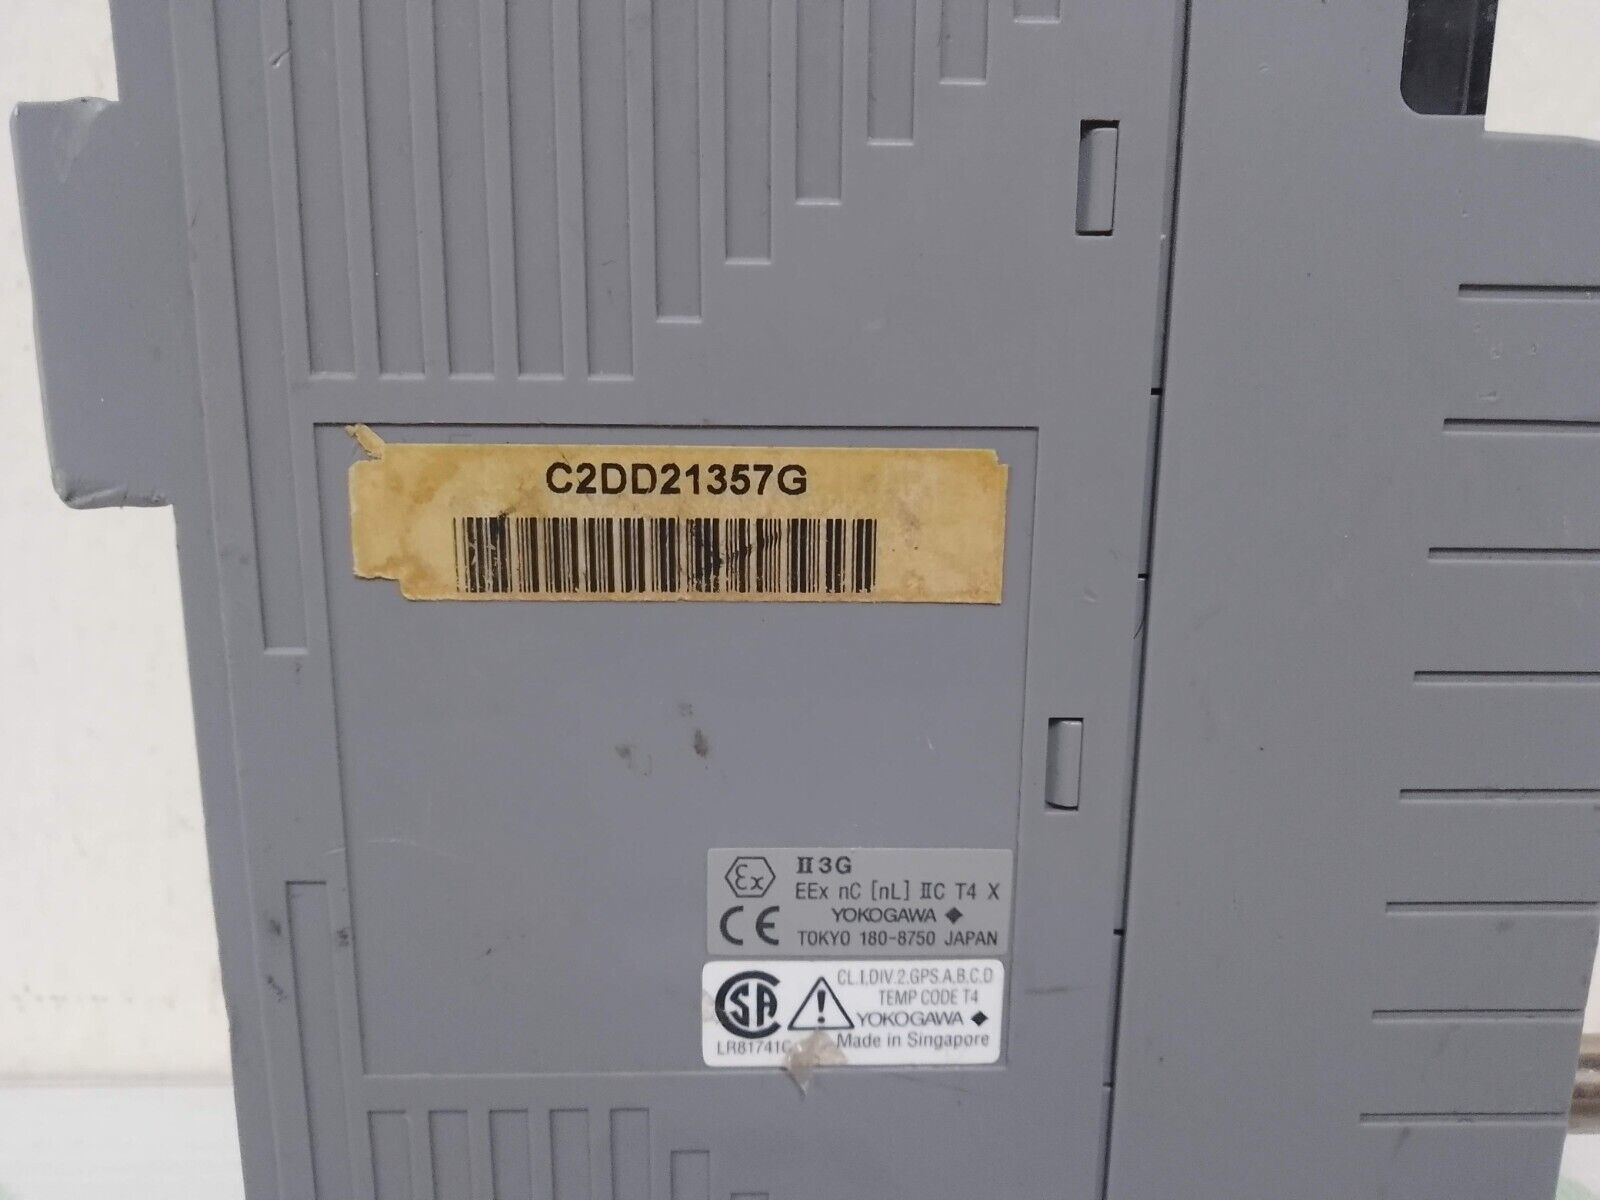 C2DD21357G
Ex II 3G
EEx nC [nL] IIC T4 X
CE YOKOGAWA
TOKYO 180-8750 JAPAN
CL.I,DIV.2,GPS.A,B,C,D
TEMP CODE T4
YOKOGAWA
Made in Singapore